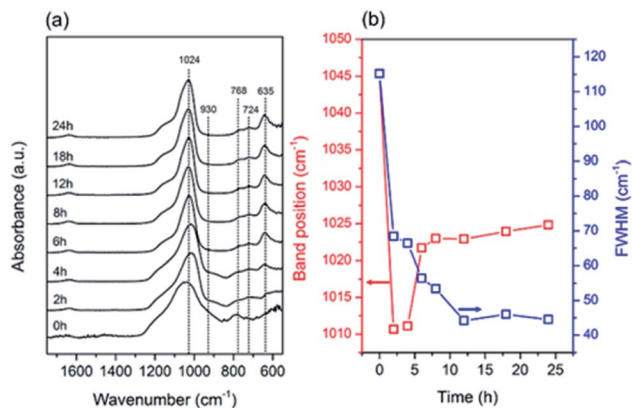 (a)
1024
930
768
724
635
24h
18h
12h
8h
6h
4h
2h
0h
Absorbance (a.u.)
1600 1400 1200 1000 800 600
Wavenumber (cm-1)
(b)
1050
1045
1040
1035
1030
1025
1020
1015
1010
Band position (cm-1)
120
110
100
90
80
70
60
50
40
FWHM (cm-1)
0 5 10 15 20 25
Time (h)